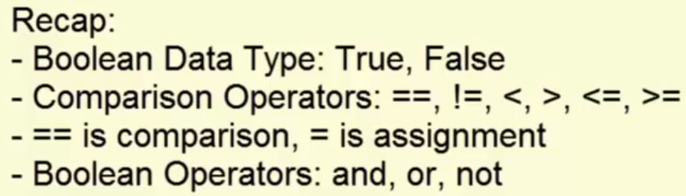 Recap:
- Boolean Data Type: True, False
- Comparison Operators: ==, !=, <, >, <=, >=
- == is comparison, = is assignment
- Boolean Operators: and, or, not